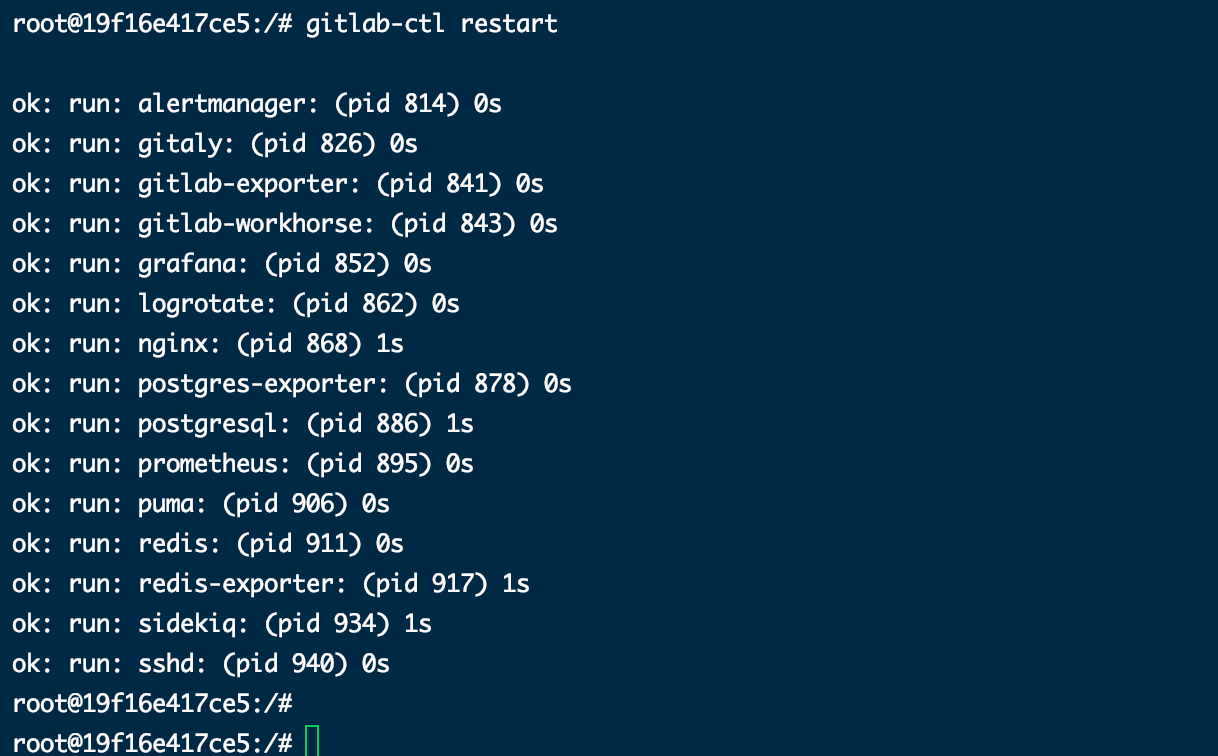 root@19f16e417ce5:/# gitlab-ctl restart
ok: run: alertmanager: (pid 814) 0s
ok: run: gitaly: (pid 826) 0s
ok: run: gitlab-exporter: (pid 841) 0s
ok: run: gitlab-workhorse: (pid 843) 0s
ok: run: grafana: (pid 852) 0s
ok: run: logrotate: (pid 862) 0s
ok: run: nginx: (pid 868) 1s
ok: run: postgres-exporter: (pid 878) 0s
ok: run: postgresql: (pid 886) 1s
ok: run: prometheus: (pid 895) 0s
ok: run: puma: (pid 906) 0s
ok: run: redis: (pid 911) 0s
ok: run: redis-exporter: (pid 917) 1s
ok: run: sidekiq: (pid 934) 1s
ok: run: sshd: (pid 940) 0s
root@19f16e417ce5:/#
root@19f16e417ce5:/#